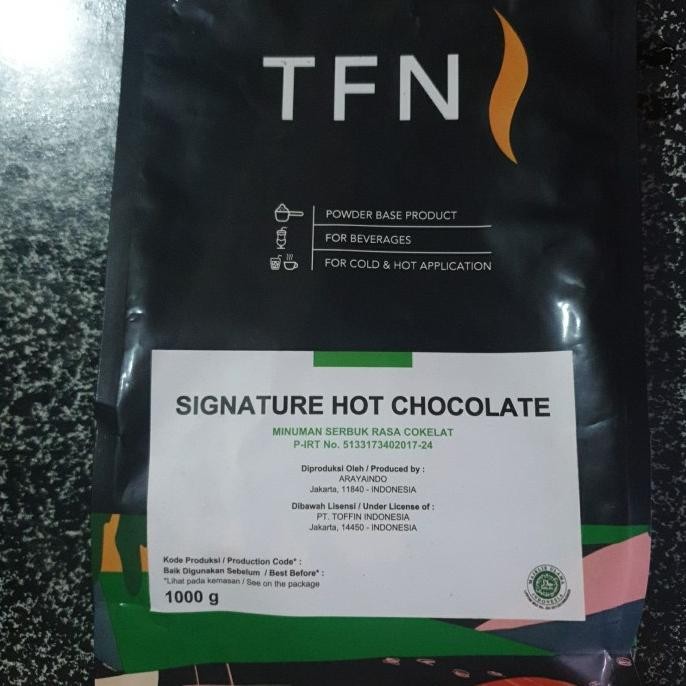 TFN
POWDER BASE PRODUCT
FOR BEVERAGES
FOR COLD & HOT APPLICATION
SIGNATURE HOT CHOCOLATE
MINUMAN SERBUK RASA COKELAT
P-IRT No. 5133173402017-24
Diproduksi Oleh / Produced by :
ARAYAINDO
Jakarta, 11840 - INDONESIA
Dibawah Lisensi / Under License of :
PT. TOFFIN INDONESIA
Jakarta, 14450 - INDONESIA
Kode Produksi / Production Code* :
Baik Digunakan Sebelum / Best Before* :
*Lihat pada kemasan / See on the package
1000 g
MAJELIS ULAMA
INDONESIA